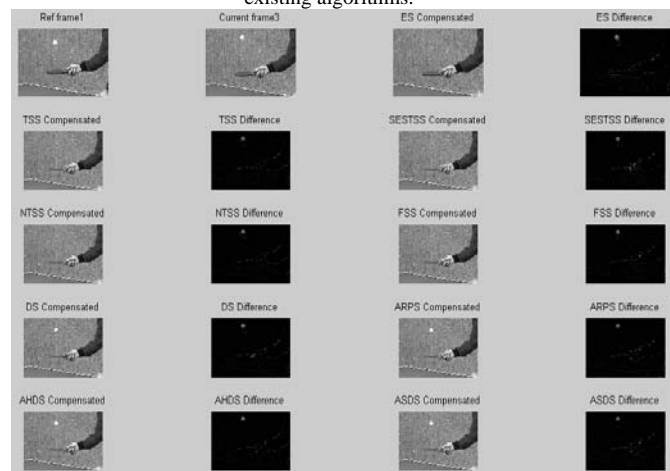 existing algorithms.
Ref frame1
Current frame3
ES Compensated
ES Difference
TSS Compensated
TSS Difference
SESTSS Compensated
SESTSS Difference
NTSS Compensated
NTSS Difference
FSS Compensated
FSS Difference
DS Compensated
DS Difference
ARPS Compensated
ARPS Difference
AHDS Compensated
AHDS Difference
ASDS Compensated
ASDS Difference